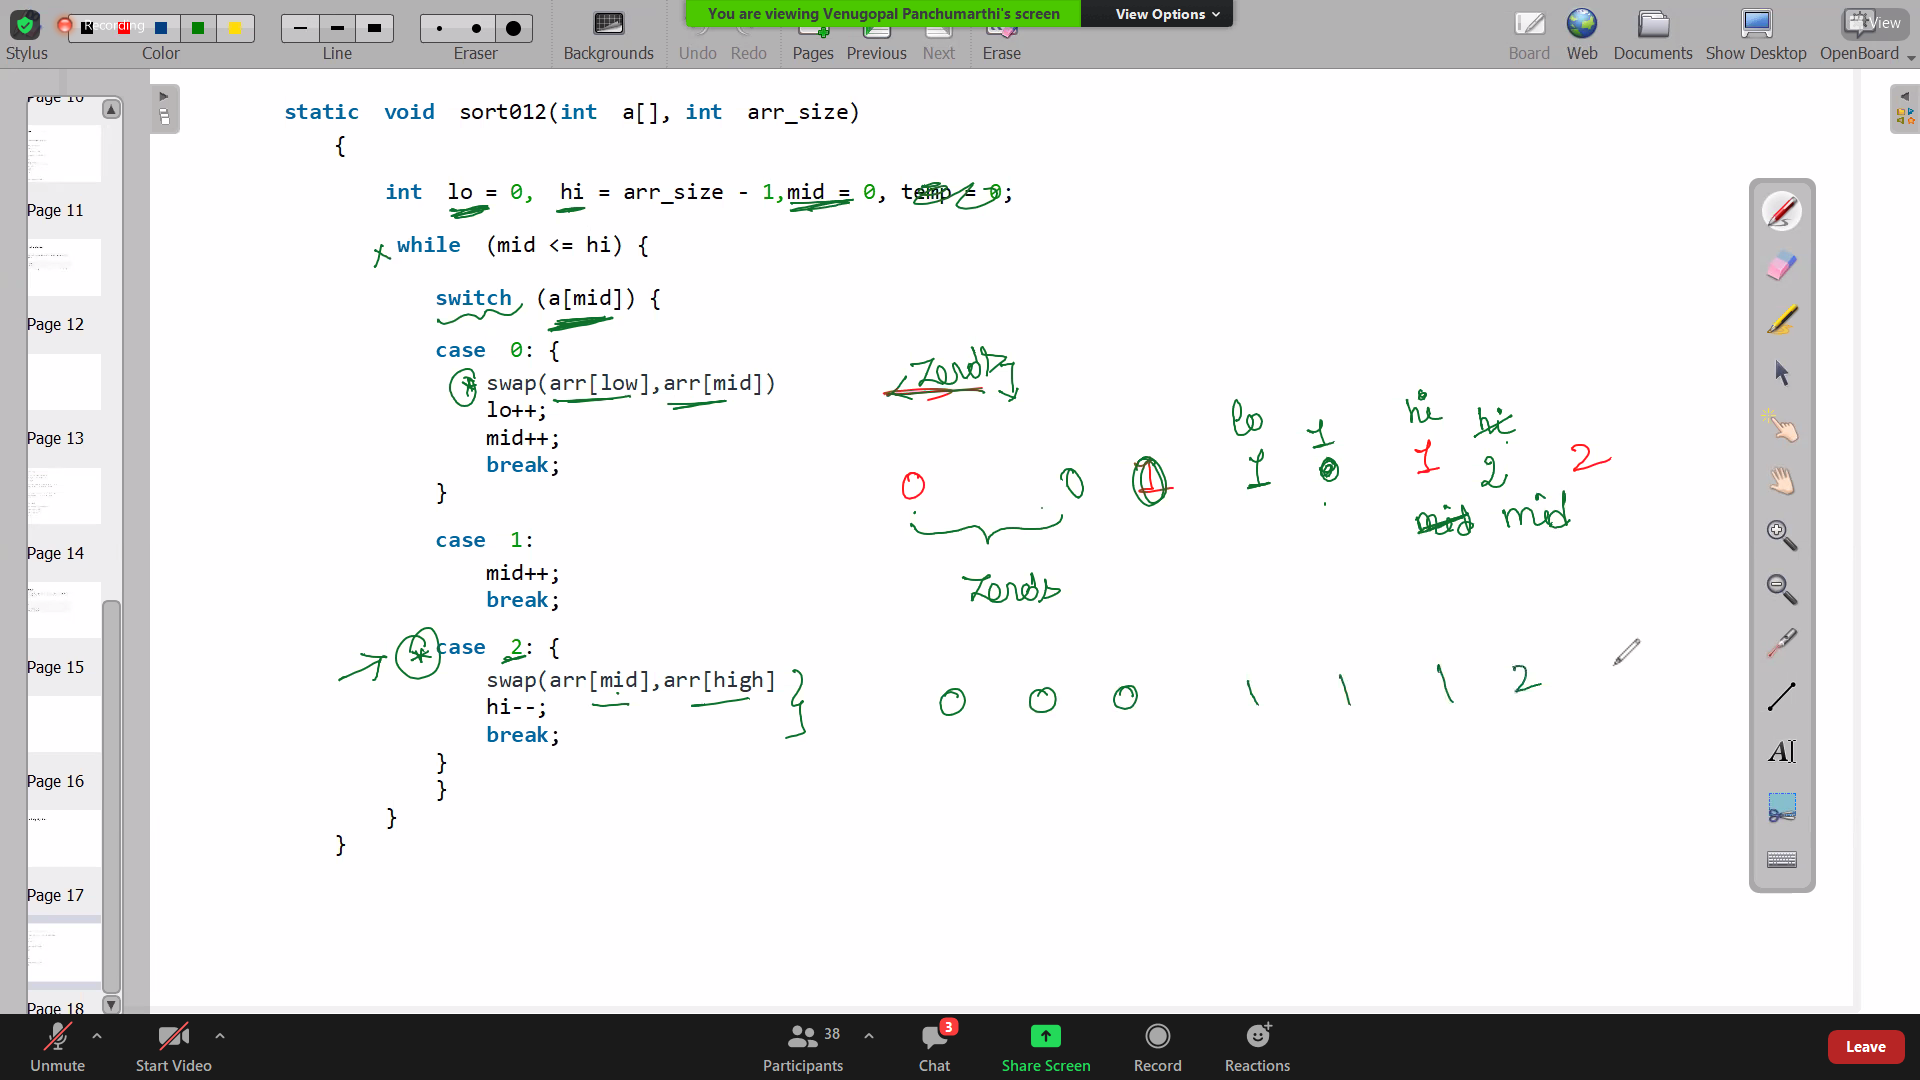 Recording
You are viewing Venugopal Panchumarthi's screen
View Options
View
Stylus
Color
Line
Eraser
Backgrounds
Undo
Redo
Pages
Previous
Next
Erase
Board
Web
Documents
Show Desktop
OpenBoard
Page 10
Page 11
Page 12
Page 13
Page 14
Page 15
Page 16
Page 17
Page 18
static void sort012(int a[], int arr_size)
{
int lo = 0, hi = arr_size - 1,mid = 0, temp = 0;
while (mid <= hi) {
switch (a[mid]) {
case 0: {
swap(arr[low],arr[mid])
lo++;
mid++;
break;
}
case 1:
mid++;
break;
case 2: {
swap(arr[mid],arr[high]
hi--;
break;
}
}
}
}
lo 1 hi hi
0 0 1 1 0 1 2 2
mid mid
0 0 0 1 1 1 2
A
Unmute
Start Video
38
Participants
3
Chat
Share Screen
Record
Reactions
Leave